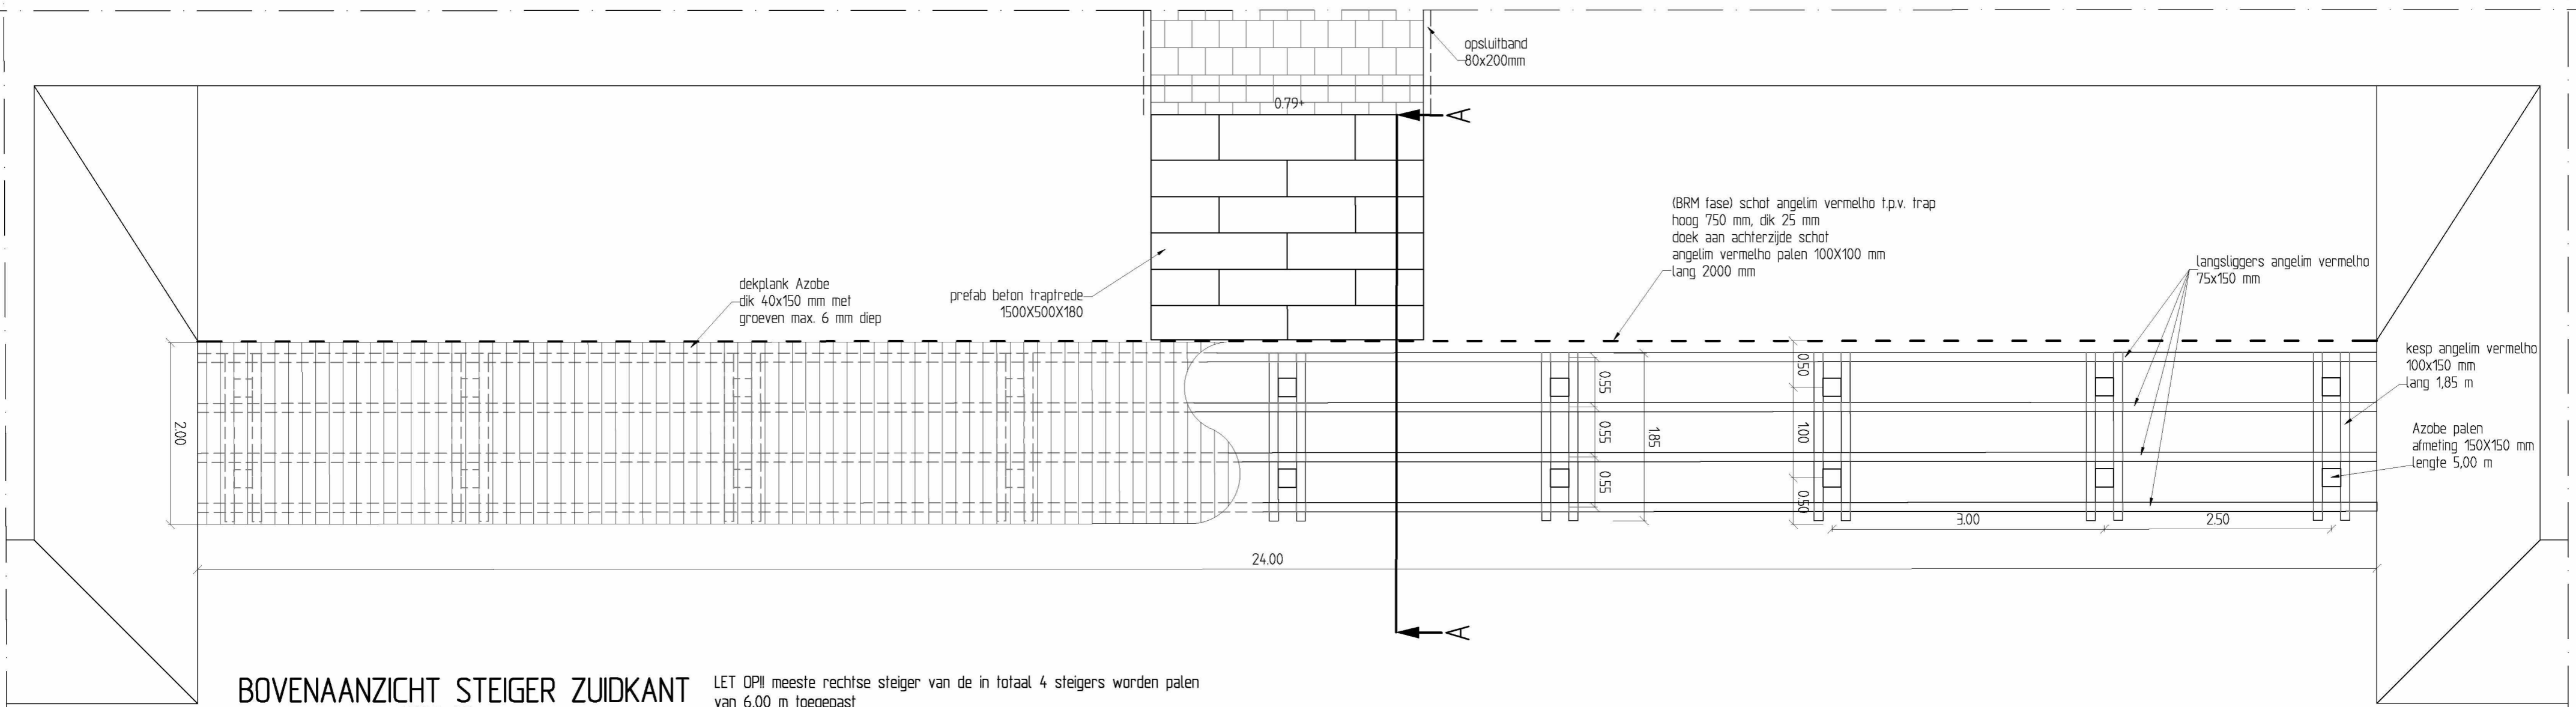 opsluitband
80x200mm
0.79+
A
(BRM fase) schot angelim vermelho t.p.v. trap
hoog 750 mm, dik 25 mm
doek aan achterzijde schot
angelim vermelho palen 100X100 mm
lang 2000 mm
langsliggers angelim vermelho
75x150 mm
dekplank Azobe
dik 40x150 mm met
groeven max. 6 mm diep
prefab beton traptrede
1500X500X180
kesp angelim vermelho
100x150 mm
lang 1,85 m
Azobe palen
afmeting 150X150 mm
lengte 5,00 m
2.00
0.55
0.55
0.55
1.85
0.50
1.00
0.50
3.00
2.50
24.00
A
BOVENAANZICHT STEIGER ZUIDKANT
LET OP!! meeste rechtse steiger van de in totaal 4 steigers worden palen
van 6,00 m toegepast